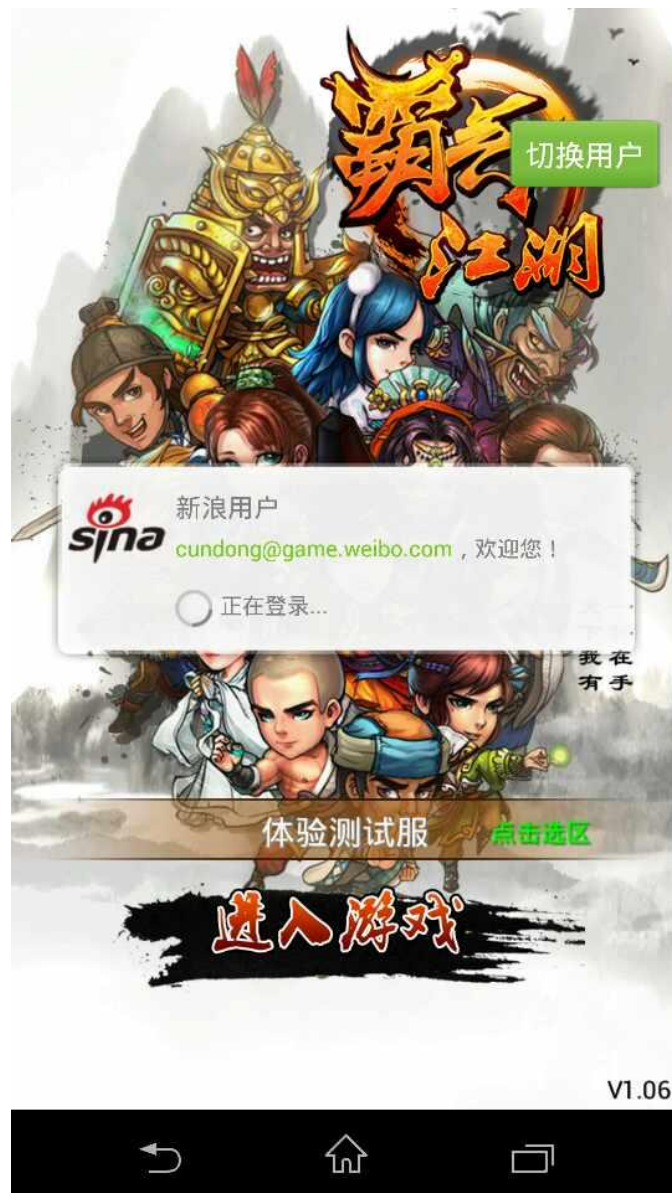 霸气
切换用户
江湖
sina
新浪用户
cundong@game.weibo.com，欢迎您！
正在登录...
我在
有手
体验测试服
点击选区
进入游戏
V1.06